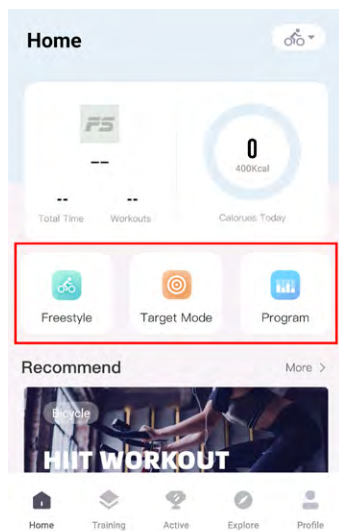 Home
FS
--
-- --
Total Time Workouts
0
400Kcal
Calorues Today
Freestyle Target Mode Program
Recommend More >
Bicycle
HIIT WORKOUT
Home Training Active Explore Profile